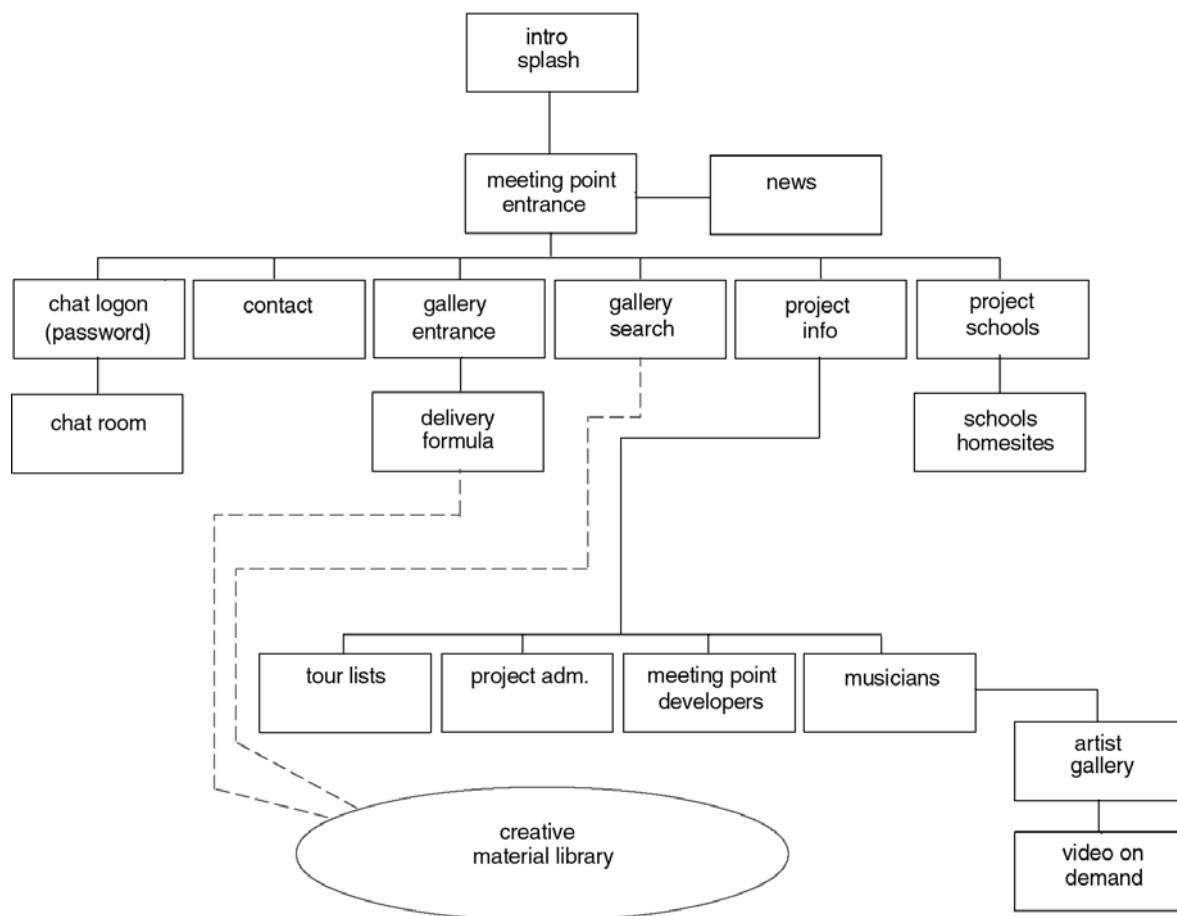 intro
splash
meeting point
entrance
news
chat logon
(password)
contact
gallery
entrance
gallery
search
project
info
project
schools
chat room
delivery
formula
schools
homesites
tour lists
project adm.
meeting point
developers
musicians
artist
gallery
creative
material library
video on
demand